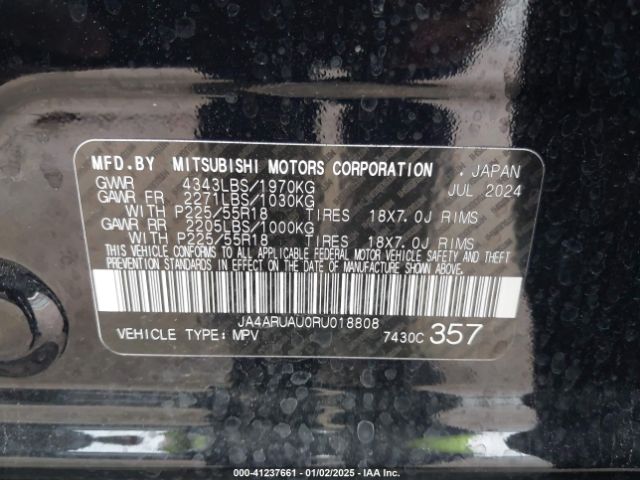 MFD.BY MITSUBISHI MOTORS CORPORATION . JAPAN
GVWR 4343LBS/1970KG JUL 2024
GAWR FR 2271LBS/1030KG
WITH P225/55R18 TIRES 18X7.0J RIMS
GAWR RR 2205LBS/1000KG
WITH P225/55R18 TIRES 18X7.0J RIMS
THIS VEHICLE CONFORMS TO ALL APPLICABLE FEDERAL MOTOR VEHICLE SAFETY AND THEFT
PREVENTION STANDARDS IN EFFECT ON THE DATE OF MANUFACTURE SHOWN ABOVE.
JA4ARUAU0RU018808
VEHICLE TYPE: MPV 7430C 357
000-41237661 - 01/02/2025 - IAA Inc.